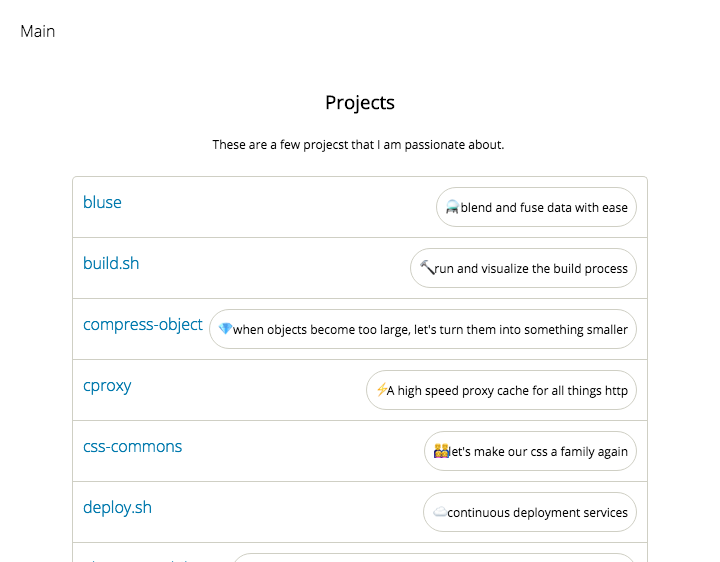 Main
Projects
These are a few projecst that I am passionate about.
bluse
blend and fuse data with ease
build.sh
run and visualize the build process
compress-object
when objects become too large, let's turn them into something smaller
cproxy
A high speed proxy cache for all things http
css-commons
let's make our css a family again
deploy.sh
continuous deployment services